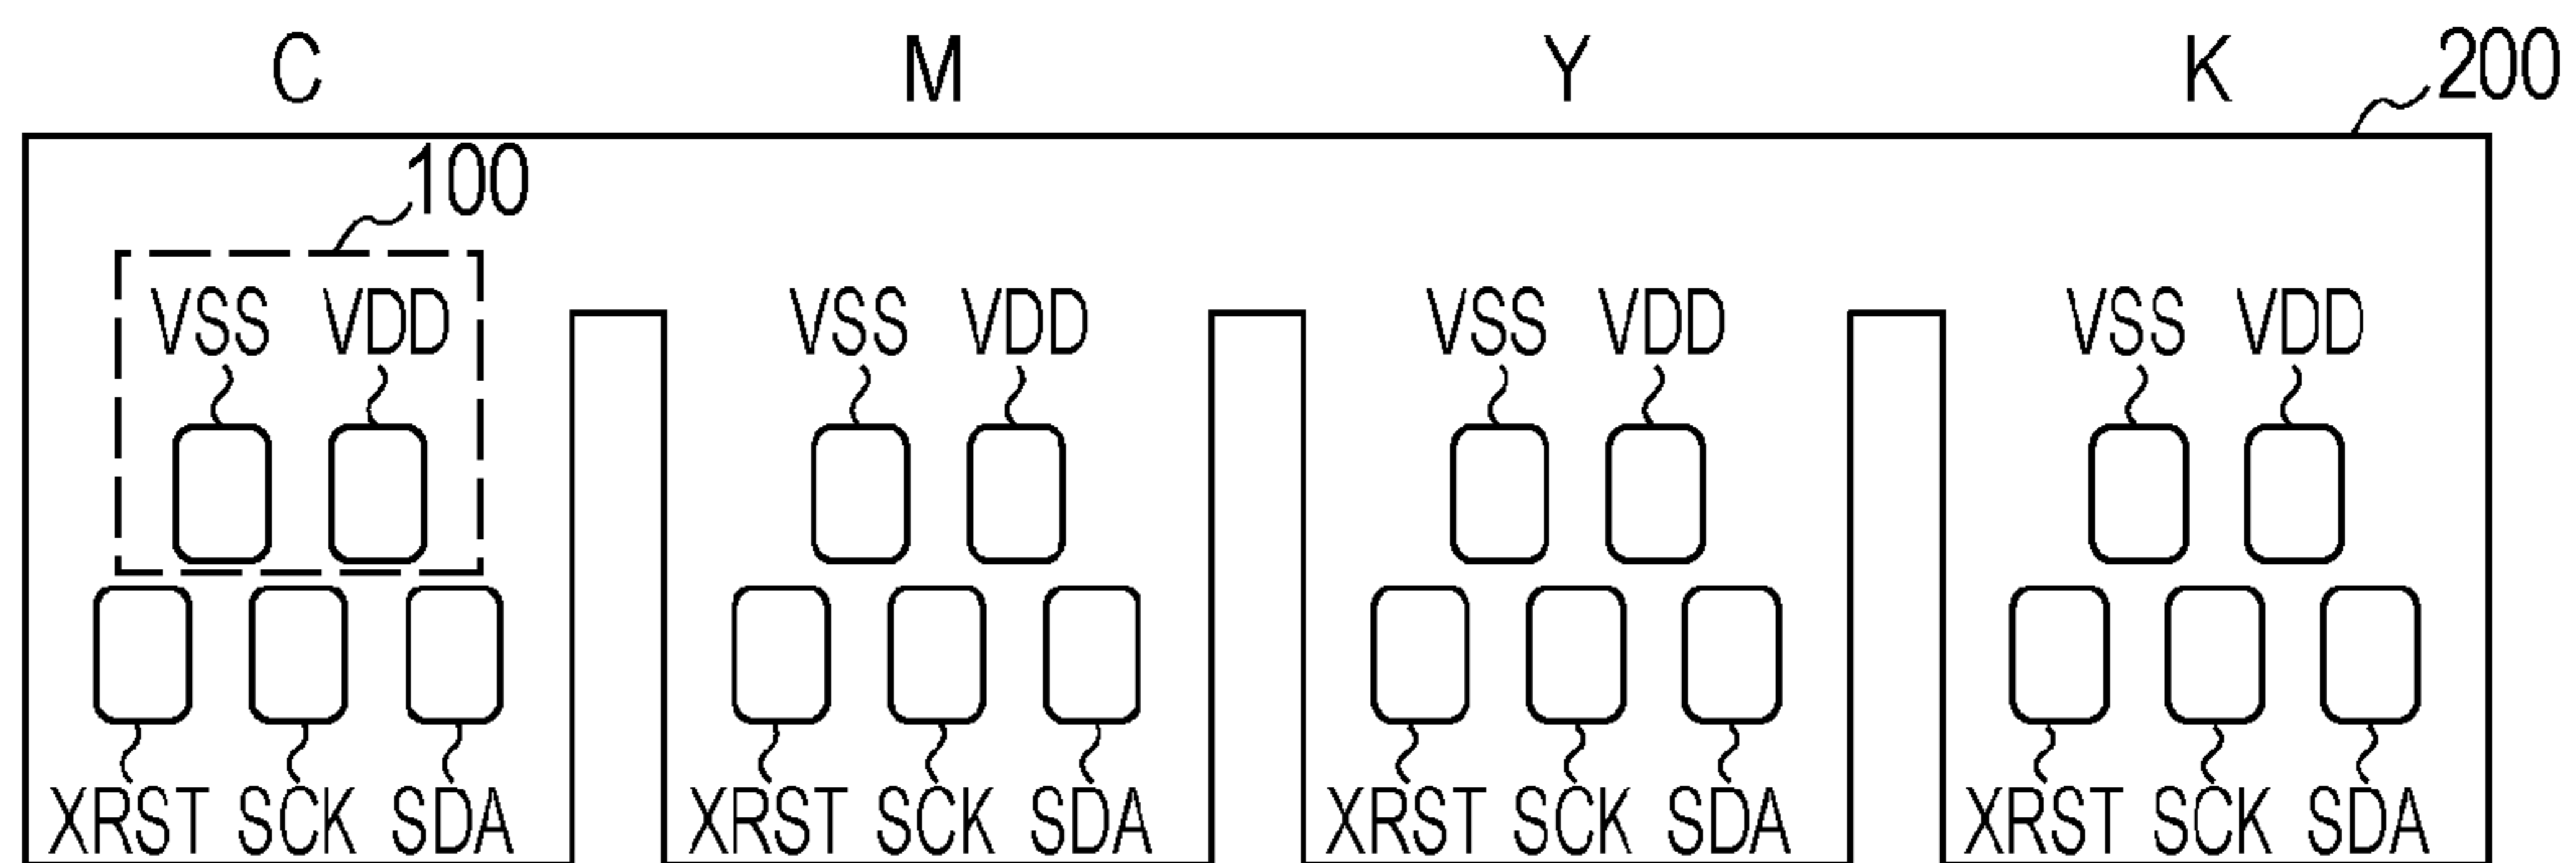 C M Y K 200
100
VSS VDD VSS VDD VSS VDD VSS VDD
XRST SCK SDA XRST SCK SDA XRST SCK SDA XRST SCK SDA